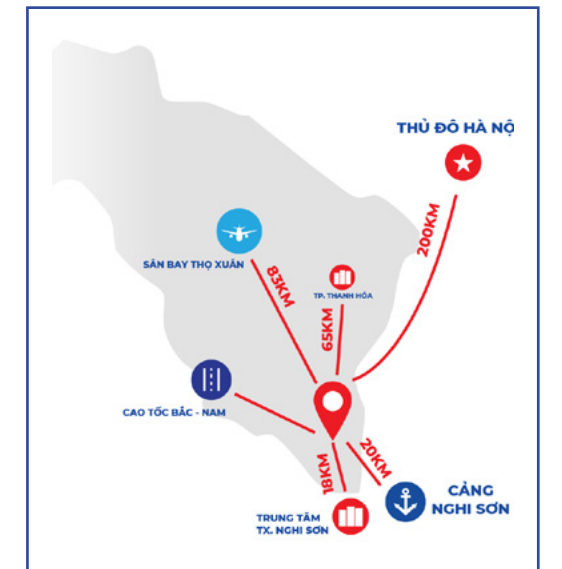 THỦ ĐÔ HÀ NỘ
200KM
SÂN BAY THỌ XUÂN
83KM
TP. THANH HÓA
65KM
CAO TỐC BẮC - NAM
20KM
18KM
CẢNG
NGHI SƠN
TRUNG TÂM
TX. NGHI SƠN